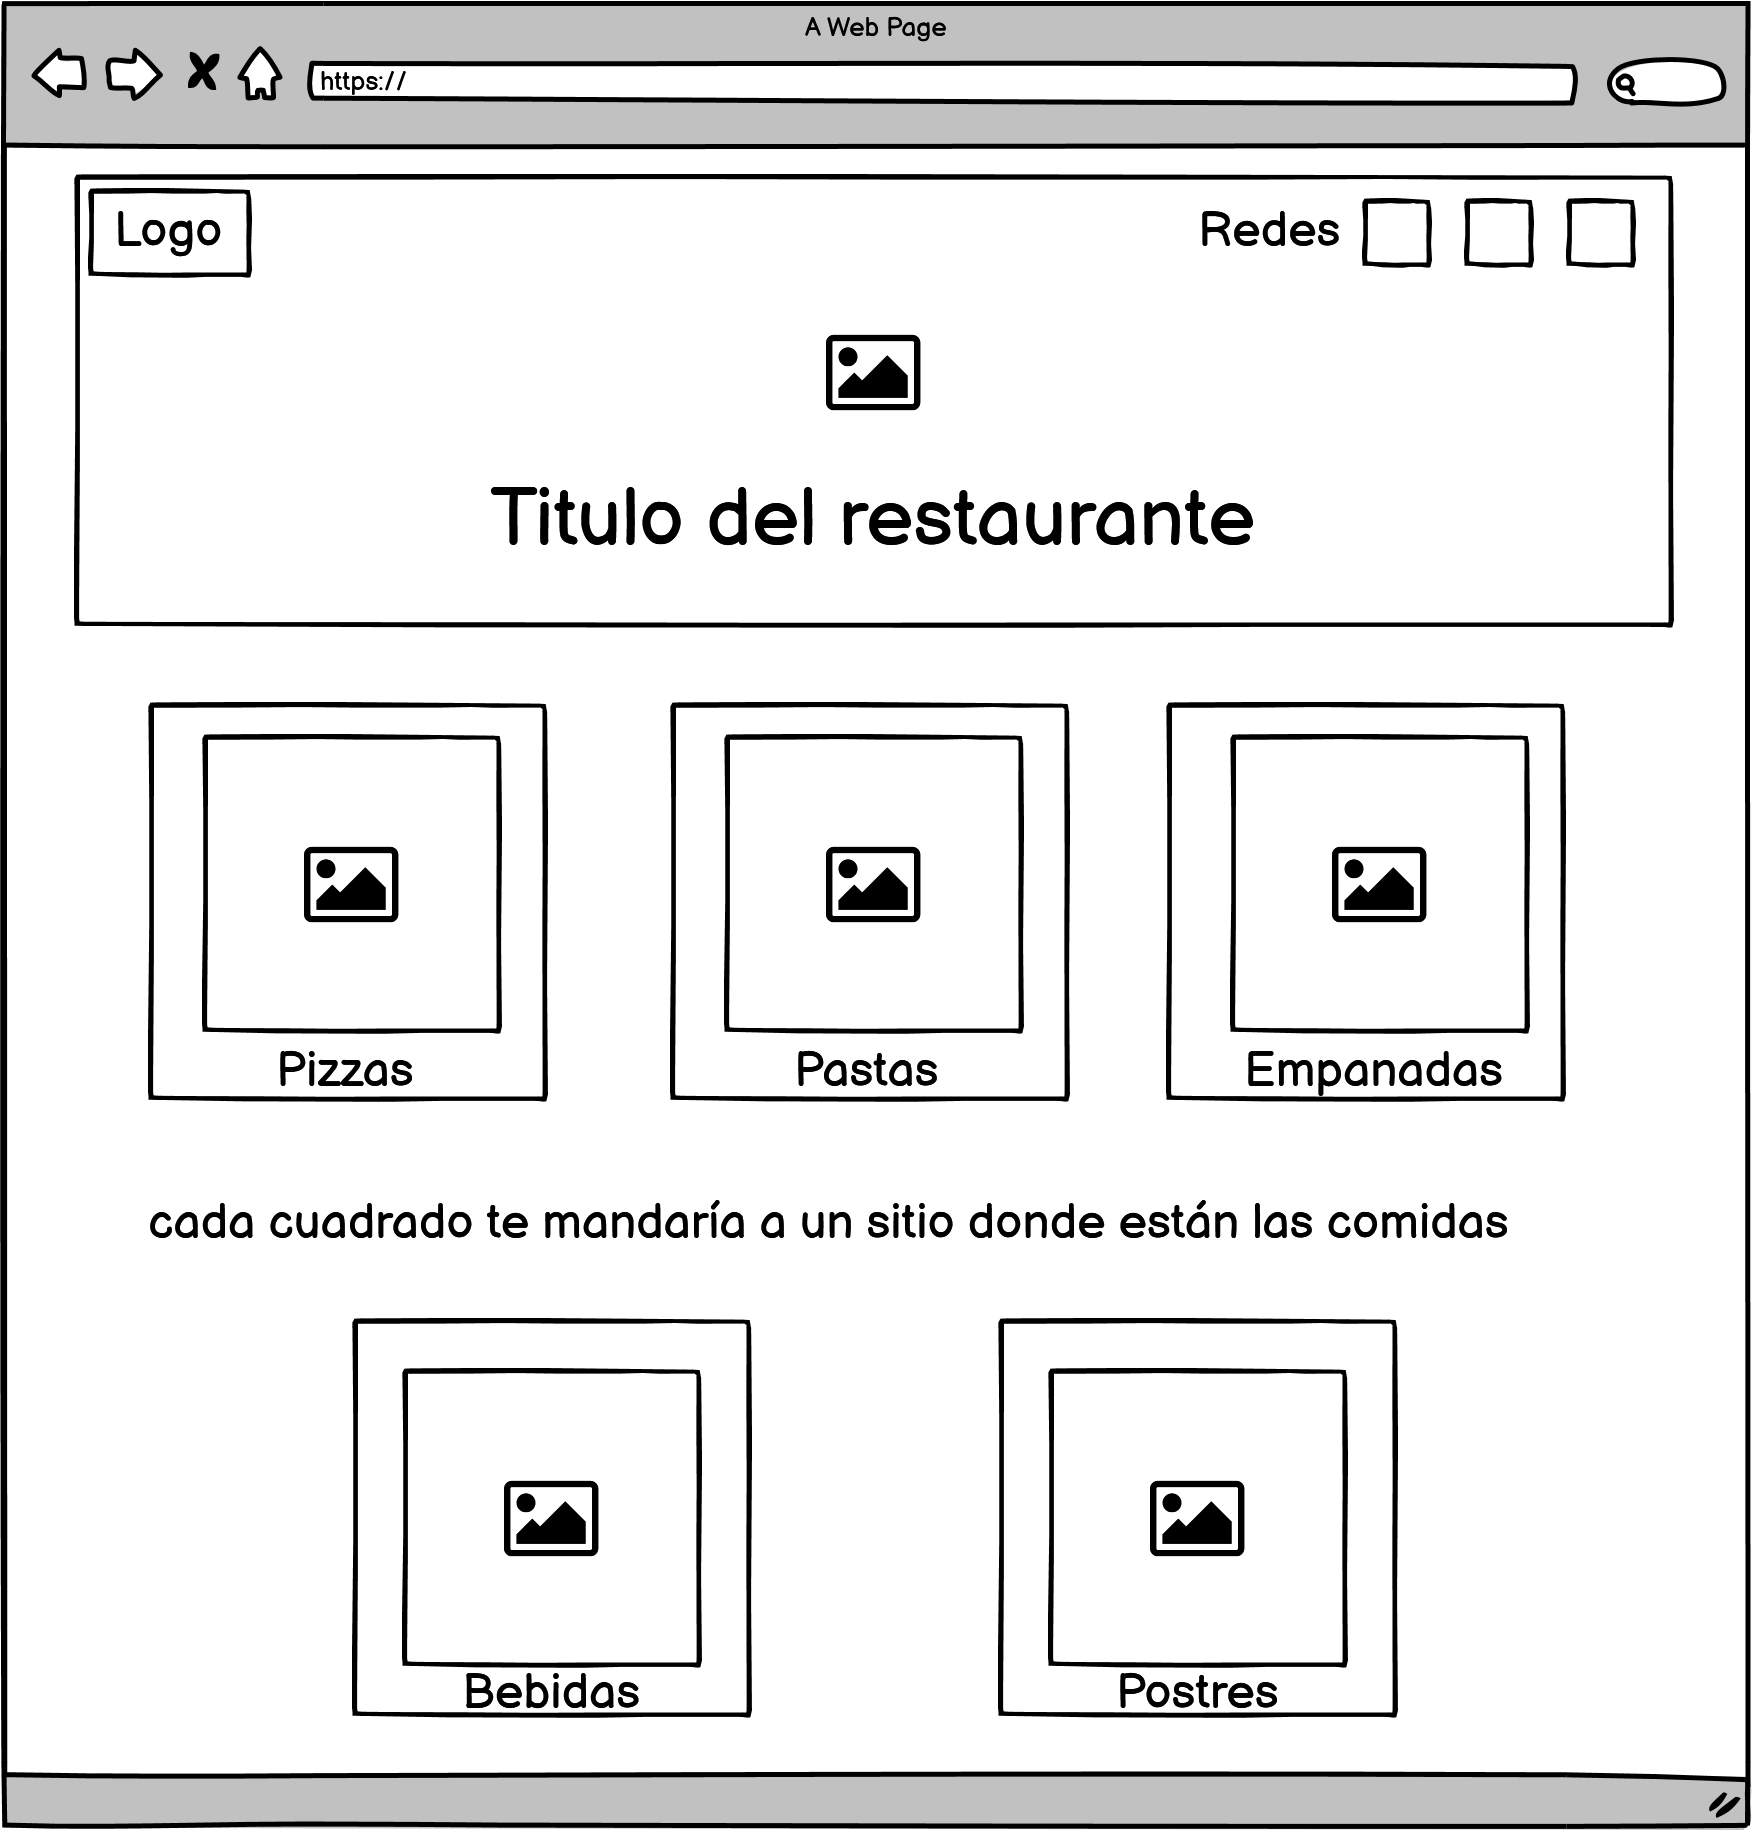 A Web Page
https://
Logo
Redes
Titulo del restaurante
Pizzas
Pastas
Empanadas
cada cuadrado te mandaría a un sitio donde están las comidas
Bebidas
Postres